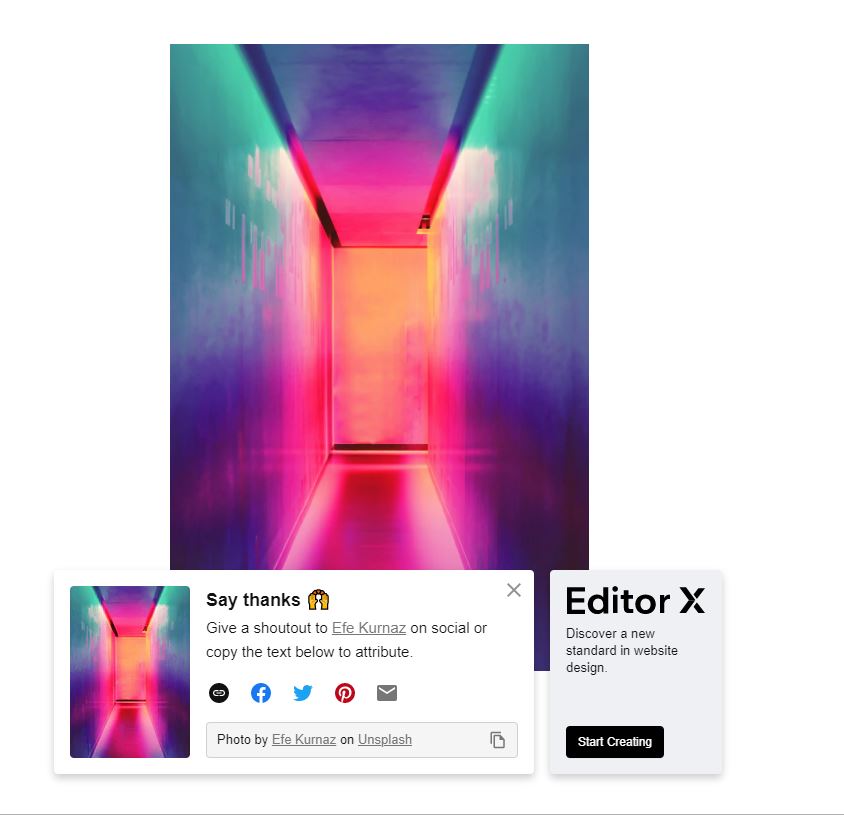 Say thanks
Give a shoutout to Efe Kurnaz on social or
copy the text below to attribute.
Photo by Efe Kurnaz on Unsplash
Editor X
Discover a new
standard in website
design.
Start Creating